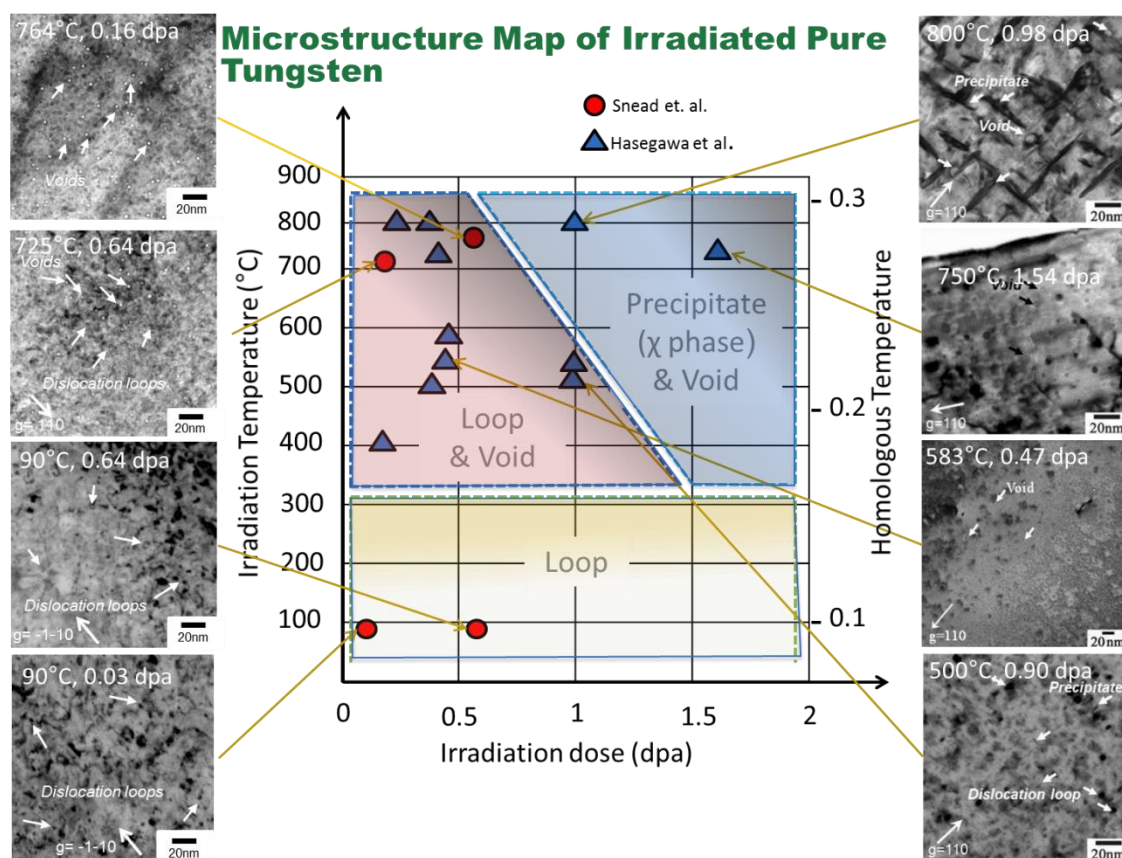 Microstructure Map of Irradiated Pure
Tungsten
Snead et. al.
Hasegawa et al.
764°C, 0.16 dpa
Voids
20nm
725°C, 0.64 dpa
Voids
Dislocation loops
g= 110
20nm
90°C, 0.64 dpa
Dislocation loops
g= -1-10
20nm
90°C, 0.03 dpa
Dislocation loops
g= -1-10
20nm
Irradiation Temperature (°C)
900
800
700
600
500
400
300
200
100
Loop
& Void
Precipitate
(χ phase)
& Void
Loop
0 0.5 1 1.5 2
Irradiation dose (dpa)
Homologous Temperature
0.3
0.2
0.1
800°C, 0.98 dpa
Precipitate
Void
g=110
20nm
750°C, 1.54 dpa
Void
g=110
20nm
583°C, 0.47 dpa
Void
g=110
20nm
500°C, 0.90 dpa
Precipitate
Dislocation loop
g=110
20nm